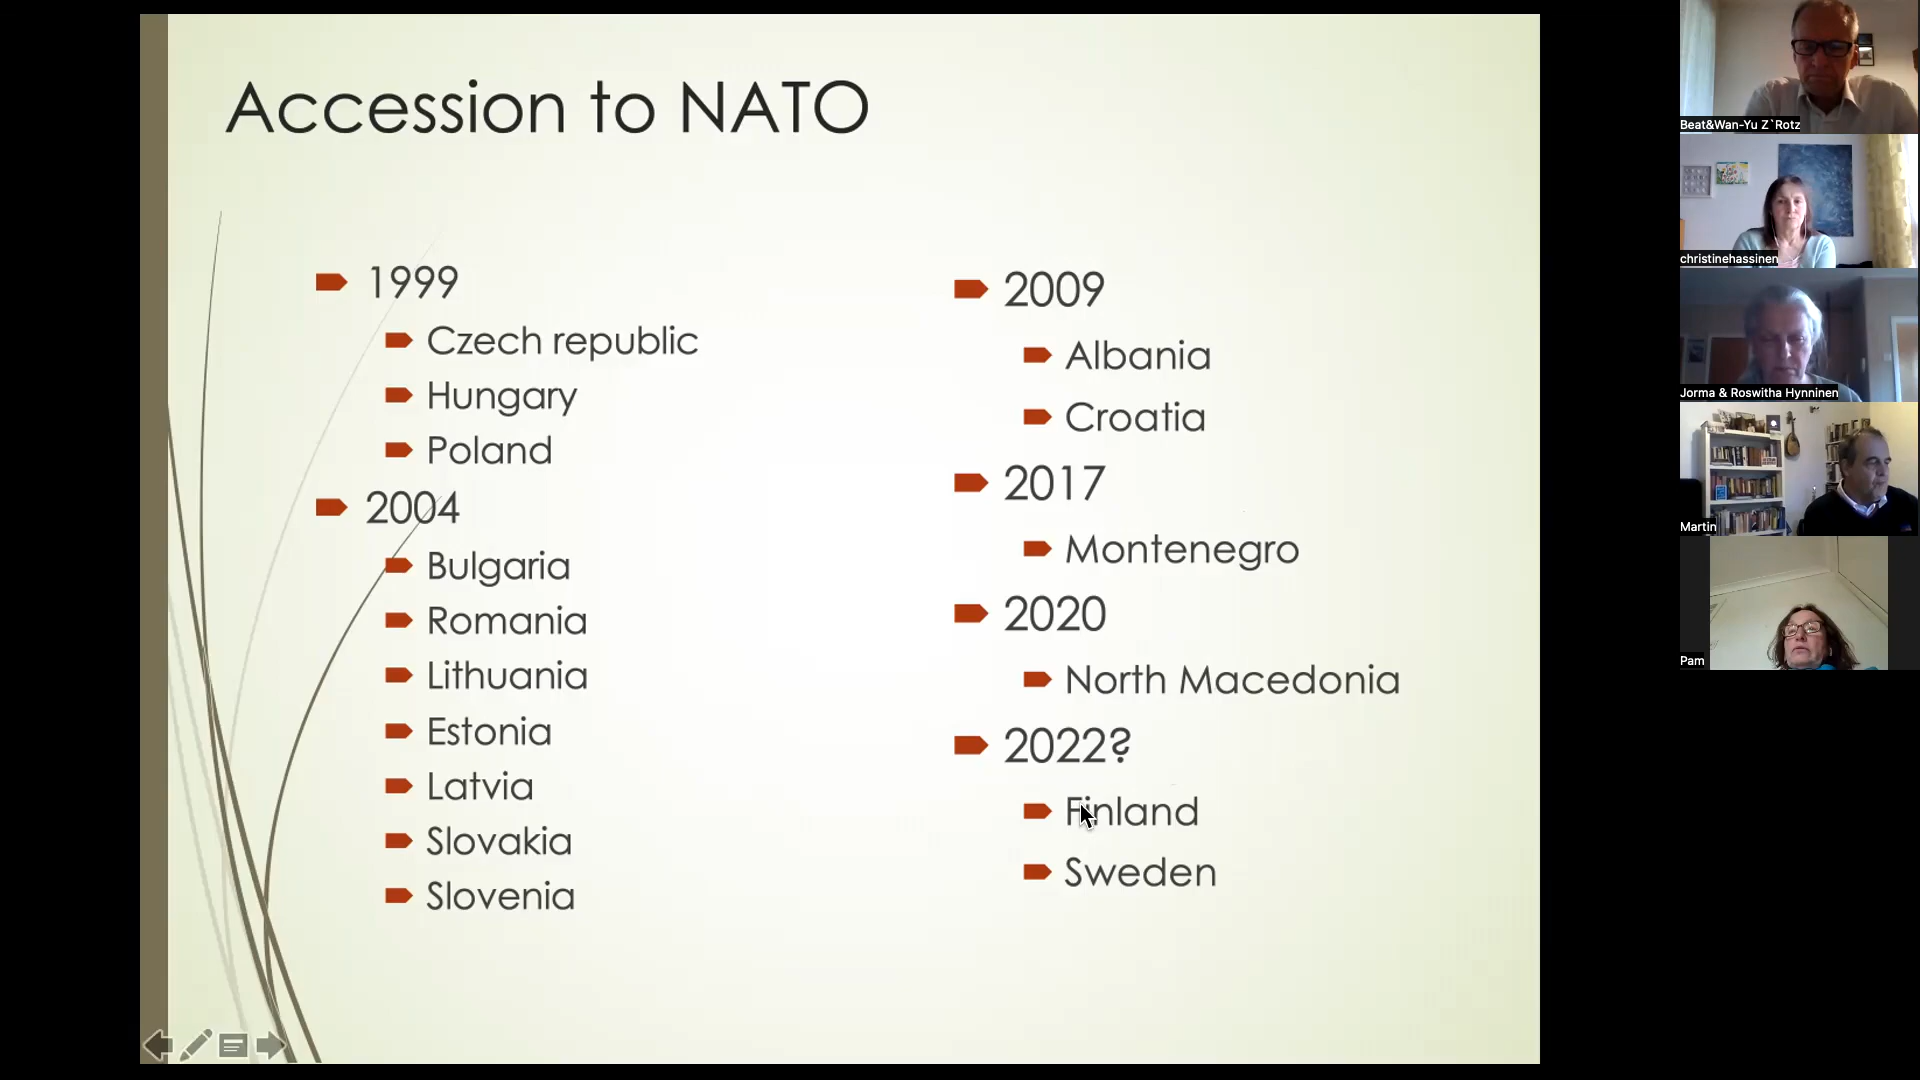 Accession to NATO
1999
Czech republic
Hungary
Poland
2004
Bulgaria
Romania
Lithuania
Estonia
Latvia
Slovakia
Slovenia
2009
Albania
Croatia
2017
Montenegro
2020
North Macedonia
2022?
Finland
Sweden
Beat&Wan-Yu Z`Rotz
christinehassinen
Jorma & Roswitha Hynninen
Martin
Pam